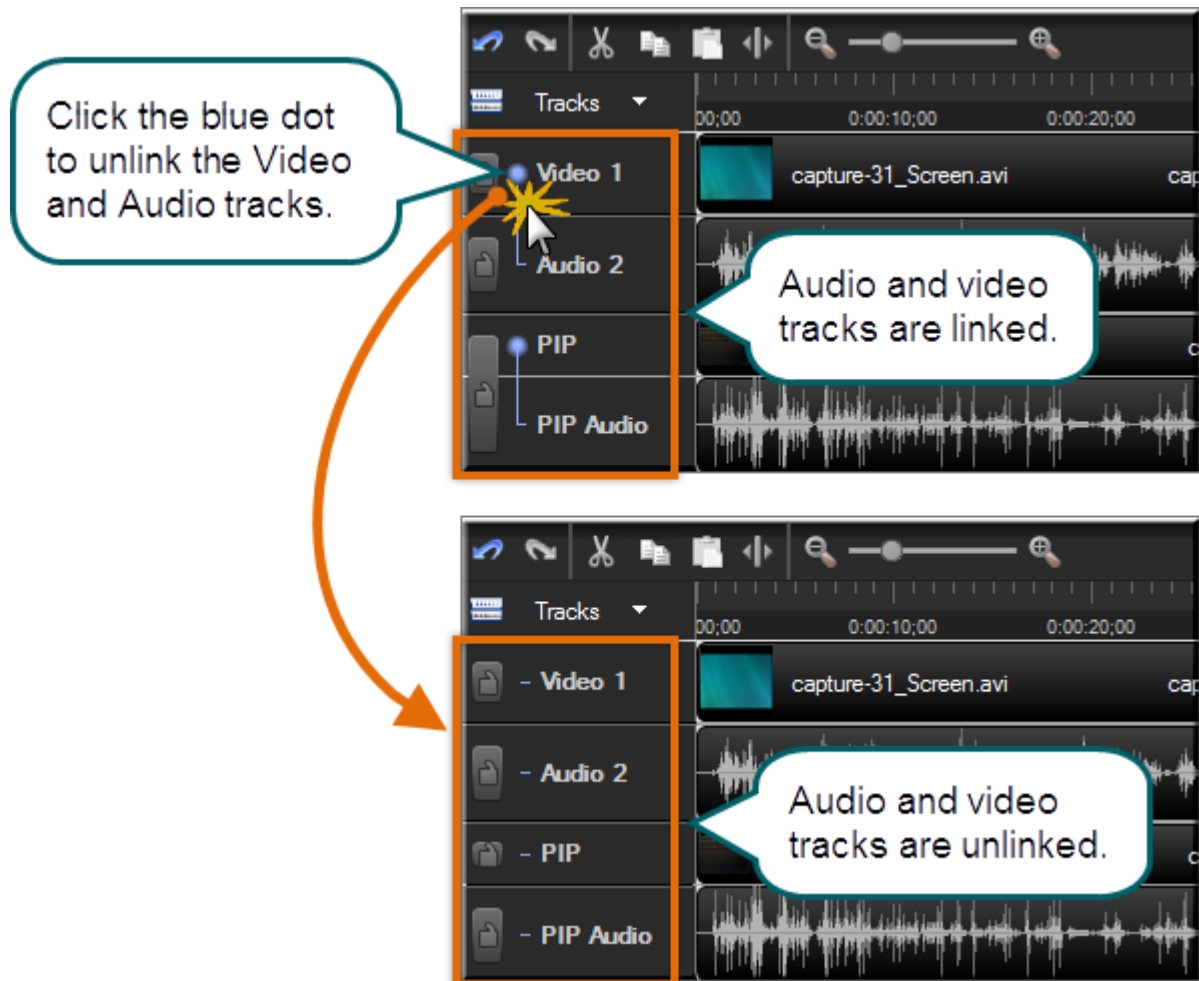 Tracks
00;00 0:00:10;00 0:00:20;00
Click the blue dot
to unlink the Video
and Audio tracks.
Video 1
capture-31_Screen.avi cap
Audio 2
Audio and video
tracks are linked.
PIP
c
PIP Audio
Tracks
00;00 0:00:10;00 0:00:20;00
Video 1
capture-31_Screen.avi cap
Audio 2
Audio and video
tracks are unlinked.
PIP
c
PIP Audio